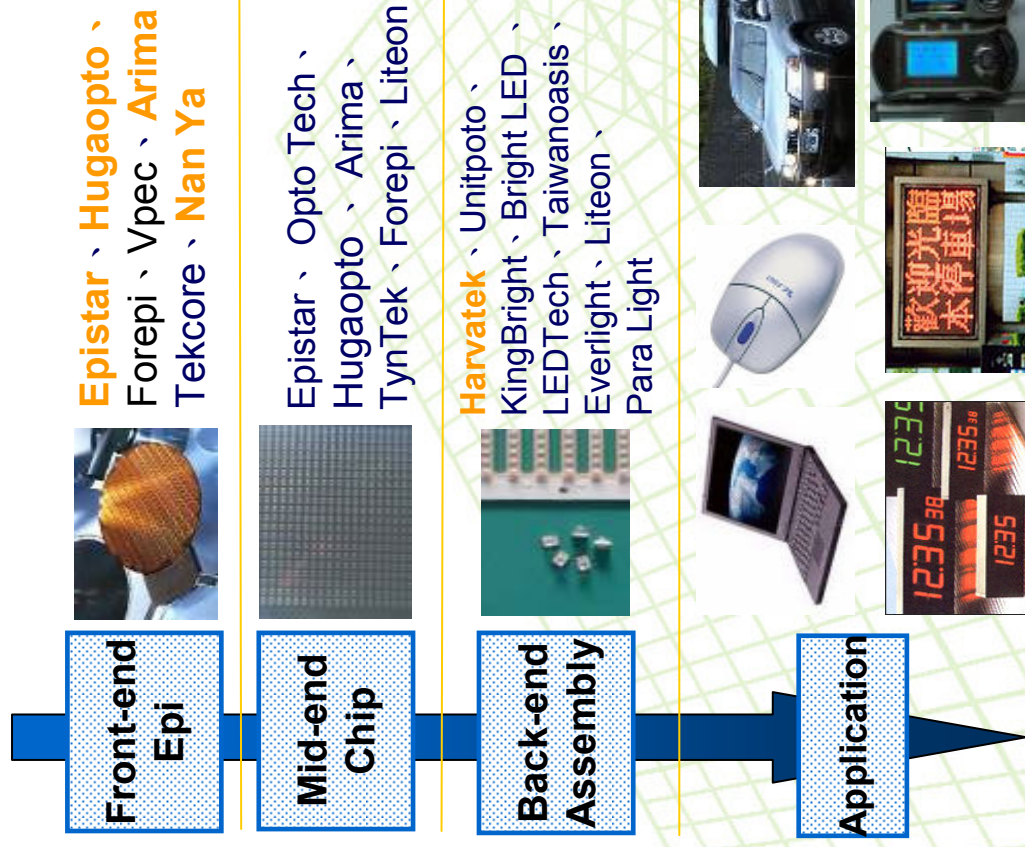 Front-end
Epi
Epistar、Hugaopto、
Forepi、Vpec、Arima
Tekcore、Nan Ya
Mid-end
Chip
Epistar、Opto Tech、
Hugaopto、Arima、
TynTek、Forepi、Liteon
Back-end
Assembly
Harvatek、Unitpoto、
KingBright、Bright LED、
LEDTech、Taiwanoasis、
Everlight、Liteon、
Para Light
Application
歡迎光臨
本停車場
12.35 38
12.35
12.35
12.35 38